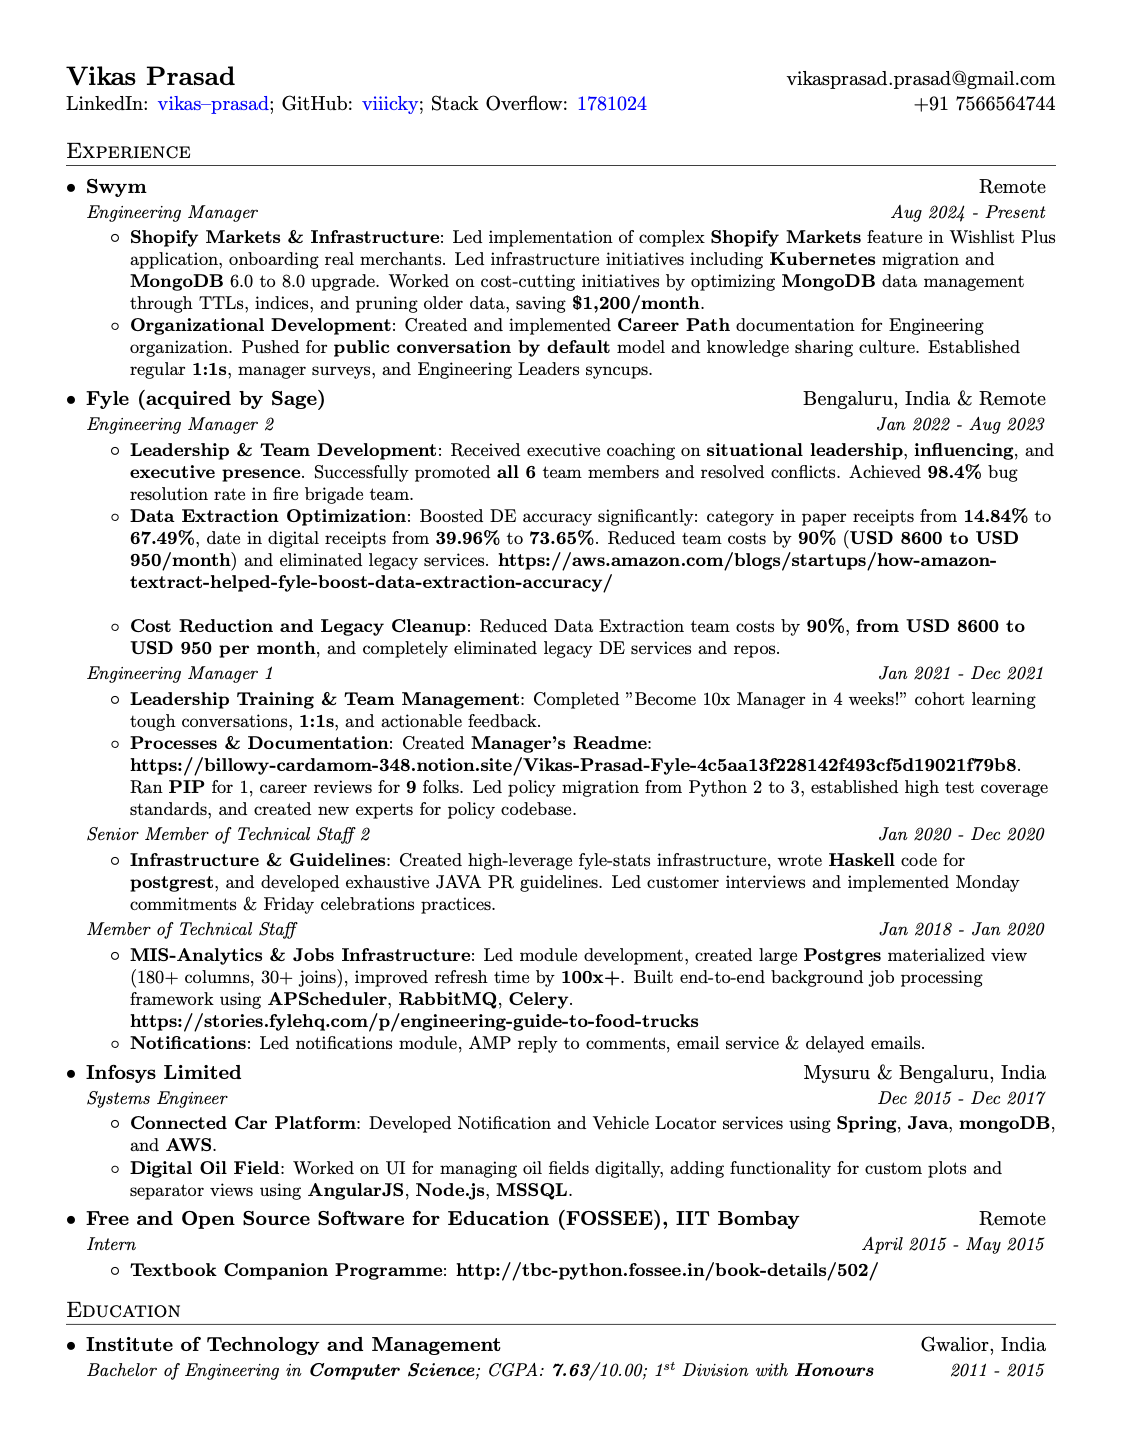 Vikas Prasad vikasprasad.prasad@gmail.com
LinkedIn: vikas–prasad; GitHub: viiicky; Stack Overflow: 1781024 +91 7566564744
Experience
• Swym Remote
Engineering Manager Aug 2024 - Present
◦ Shopify Markets & Infrastructure: Led implementation of complex Shopify Markets feature in Wishlist Plus
application, onboarding real merchants. Led infrastructure initiatives including Kubernetes migration and
MongoDB 6.0 to 8.0 upgrade. Worked on cost-cutting initiatives by optimizing MongoDB data management
through TTLs, indices, and pruning older data, saving $1,200/month.
◦ Organizational Development: Created and implemented Career Path documentation for Engineering
organization. Pushed for public conversation by default model and knowledge sharing culture. Established
regular 1:1s, manager surveys, and Engineering Leaders syncups.
• Fyle (acquired by Sage) Bengaluru, India & Remote
Engineering Manager 2 Jan 2022 - Aug 2023
◦ Leadership & Team Development: Received executive coaching on situational leadership, influencing, and
executive presence. Successfully promoted all 6 team members and resolved conflicts. Achieved 98.4% bug
resolution rate in fire brigade team.
◦ Data Extraction Optimization: Boosted DE accuracy significantly: category in paper receipts from 14.84% to
67.49%, date in digital receipts from 39.96% to 73.65%. Reduced team costs by 90% (USD 8600 to USD
950/month) and eliminated legacy services. https://aws.amazon.com/blogs/startups/how-amazon-
textract-helped-fyle-boost-data-extraction-accuracy/
◦ Cost Reduction and Legacy Cleanup: Reduced Data Extraction team costs by 90%, from USD 8600 to
USD 950 per month, and completely eliminated legacy DE services and repos.
Engineering Manager 1 Jan 2021 - Dec 2021
◦ Leadership Training & Team Management: Completed ”Become 10x Manager in 4 weeks!” cohort learning
tough conversations, 1:1s, and actionable feedback.
◦ Processes & Documentation: Created Manager's Readme:
https://billowy-cardamom-348.notion.site/Vikas-Prasad-Fyle-4c5aa13f228142f493cf5d19021f79b8.
Ran PIP for 1, career reviews for 9 folks. Led policy migration from Python 2 to 3, established high test coverage
standards, and created new experts for policy codebase.
Senior Member of Technical Staff 2 Jan 2020 - Dec 2020
◦ Infrastructure & Guidelines: Created high-leverage fyle-stats infrastructure, wrote Haskell code for
postgrest, and developed exhaustive JAVA PR guidelines. Led customer interviews and implemented Monday
commitments & Friday celebrations practices.
Member of Technical Staff Jan 2018 - Jan 2020
◦ MIS-Analytics & Jobs Infrastructure: Led module development, created large Postgres materialized view
(180+ columns, 30+ joins), improved refresh time by 100x+. Built end-to-end background job processing
framework using APScheduler, RabbitMQ, Celery.
https://stories.fylehq.com/p/engineering-guide-to-food-trucks
◦ Notifications: Led notifications module, AMP reply to comments, email service & delayed emails.
• Infosys Limited Mysuru & Bengaluru, India
Systems Engineer Dec 2015 - Dec 2017
◦ Connected Car Platform: Developed Notification and Vehicle Locator services using Spring, Java, mongoDB,
and AWS.
◦ Digital Oil Field: Worked on UI for managing oil fields digitally, adding functionality for custom plots and
separator views using AngularJS, Node.js, MSSQL.
• Free and Open Source Software for Education (FOSSEE), IIT Bombay Remote
Intern April 2015 - May 2015
◦ Textbook Companion Programme: http://tbc-python.fossee.in/book-details/502/
Education
• Institute of Technology and Management Gwalior, India
Bachelor of Engineering in Computer Science; CGPA: 7.63/10.00; 1st Division with Honours 2011 - 2015